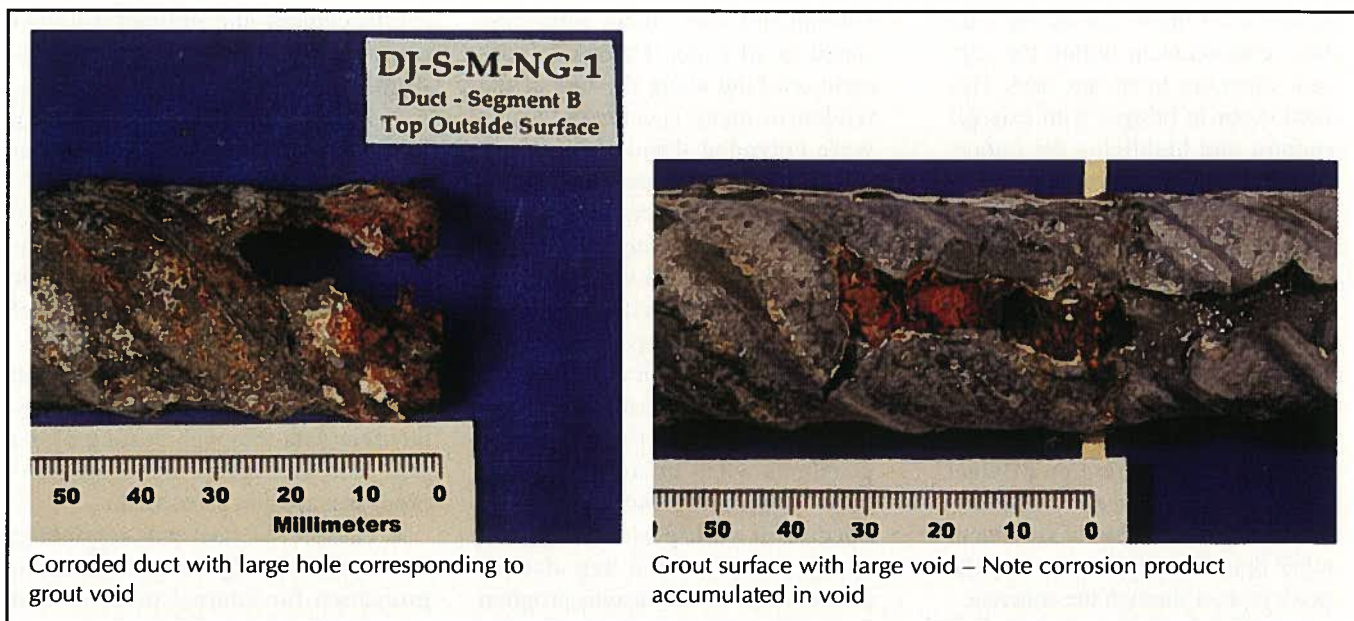 DJ-S-M-NG-1
Duct - Segment B
Top Outside Surface
50 40 30 20 10 0
Millimeters
50 40 30 20 10 0
Corroded duct with large hole corresponding to
grout void
Grout surface with large void – Note corrosion product
accumulated in void